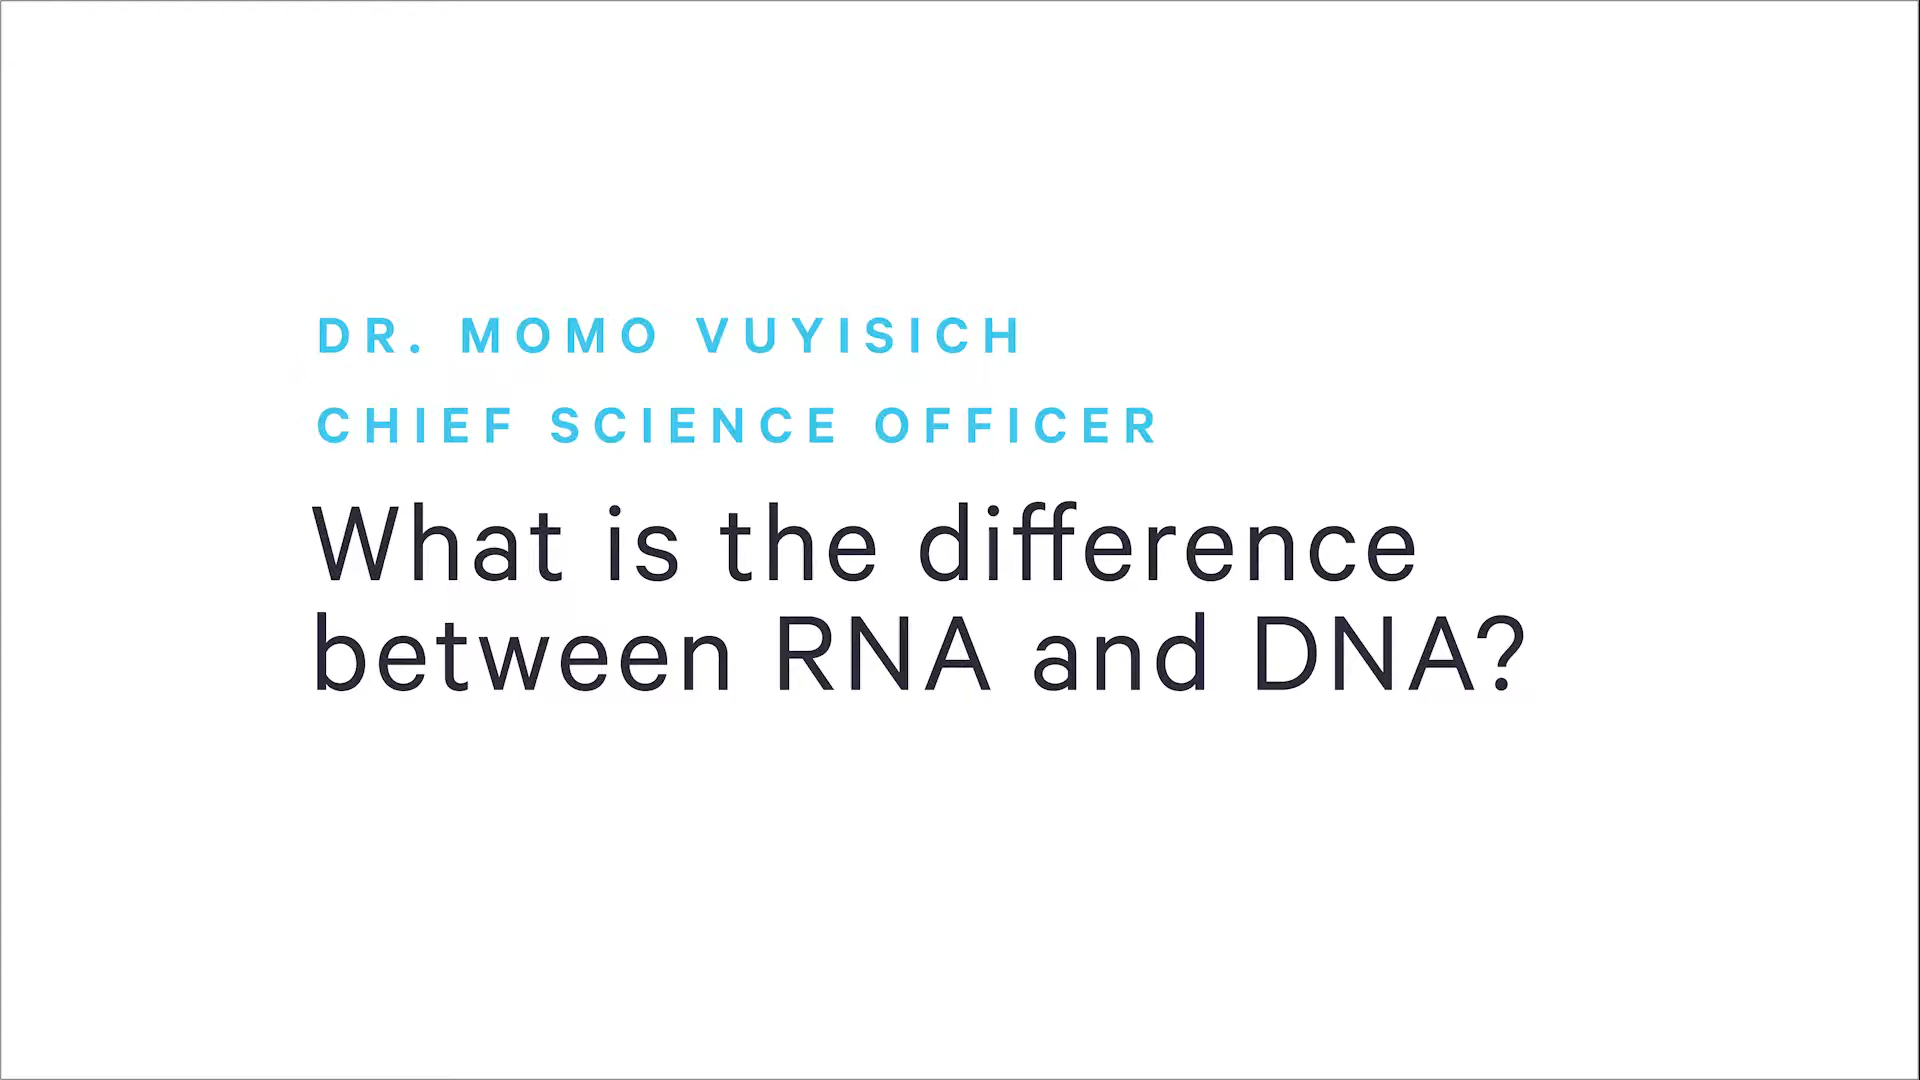 DR. MOMO VUYISICH
CHIEF SCIENCE OFFICER
What is the difference
between RNA and DNA?